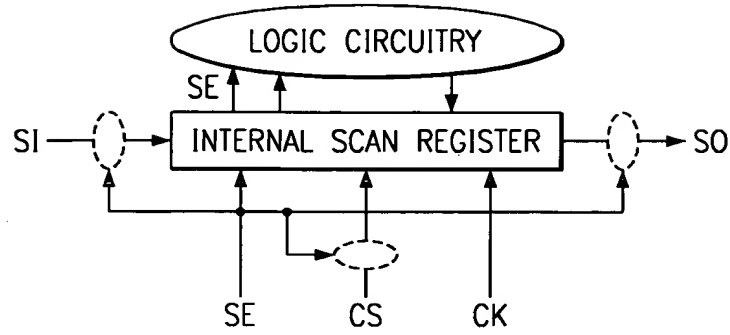 LOGIC CIRCUITRY
SE
SI
INTERNAL SCAN REGISTER
SO
SE
CS
CK